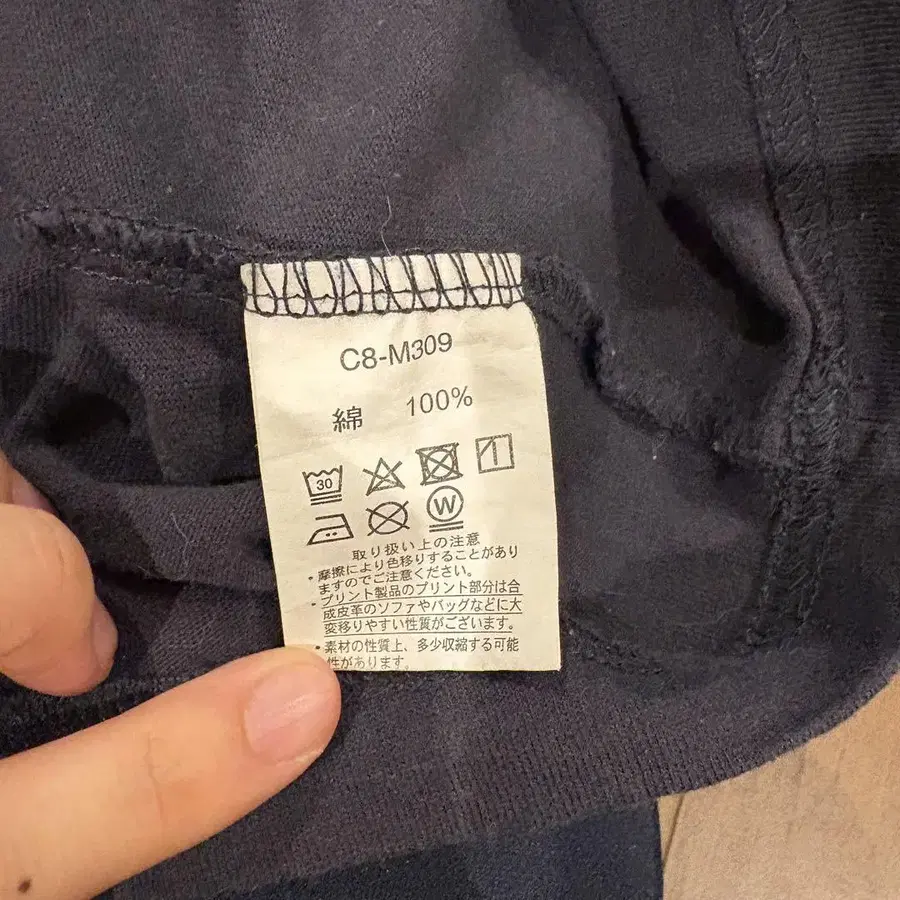 C8-M309
綿 100%
30
W
取り扱い上の注意
・摩擦により色移りすることがあり
ますのでご注意ください。
・プリント製品のプリント部分は合
成皮革のソファやバッグなどに大
変移りやすい性質がございます。
・素材の性質上、多少収縮する可能
性があります。